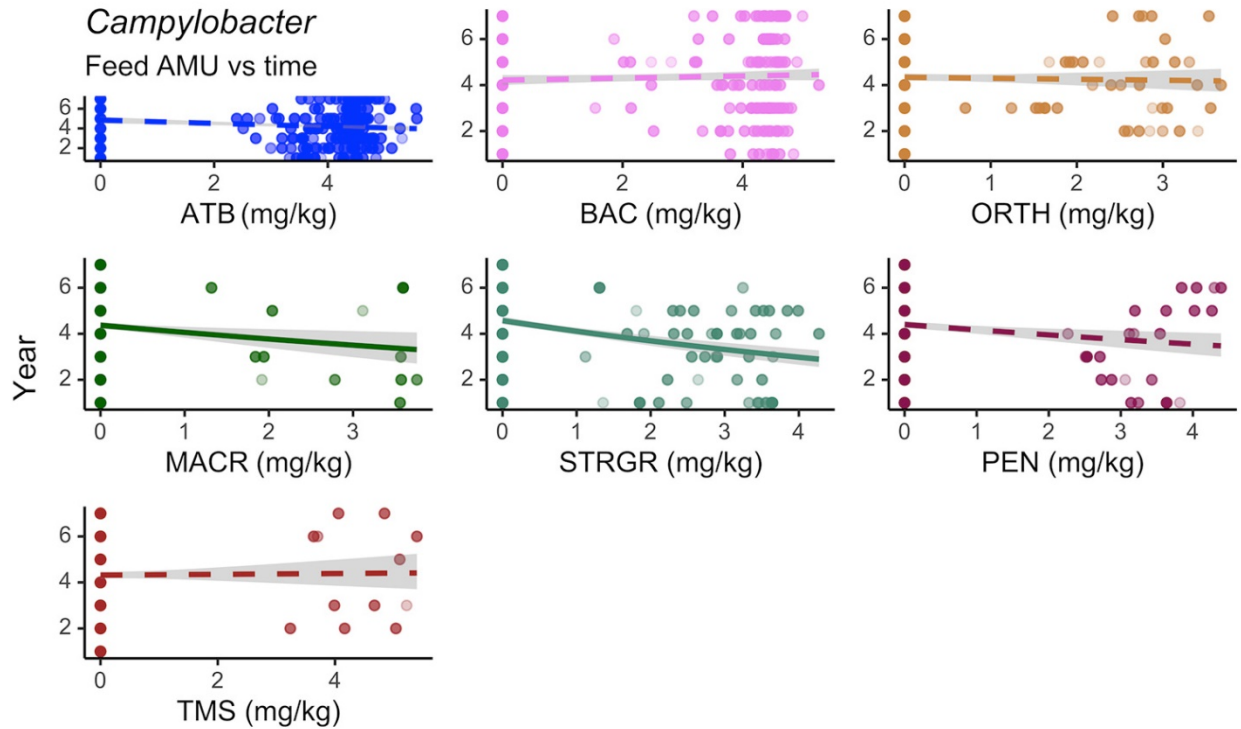 Campylobacter
Feed AMU vs time
6
4
2
0 2 4
ATB (mg/kg)
6
4
2
0 2 4
BAC (mg/kg)
6
4
2
0 1 2 3
ORTH (mg/kg)
Year
6
4
2
0 1 2 3
MACR (mg/kg)
6
4
2
0 1 2 3 4
STRGR (mg/kg)
6
4
2
0 1 2 3 4
PEN (mg/kg)
6
4
2
0 2 4
TMS (mg/kg)